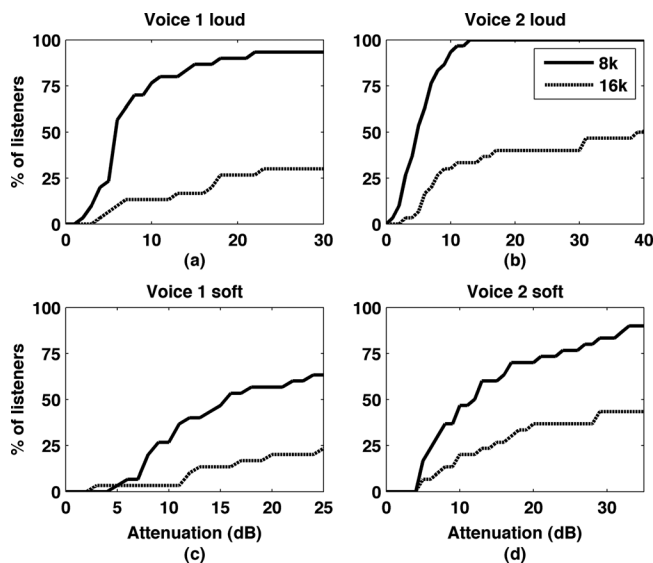 Voice 1 loud
100
75
50
25
0
% of listeners
0 10 20 30
(a)
Voice 2 loud
100
75
50
25
0
0 10 20 30 40
(b)
8k
16k
Voice 1 soft
100
75
50
25
0
% of listeners
0 5 10 15 20 25
Attenuation (dB)
(c)
Voice 2 soft
100
75
50
25
0
0 10 20 30
Attenuation (dB)
(d)